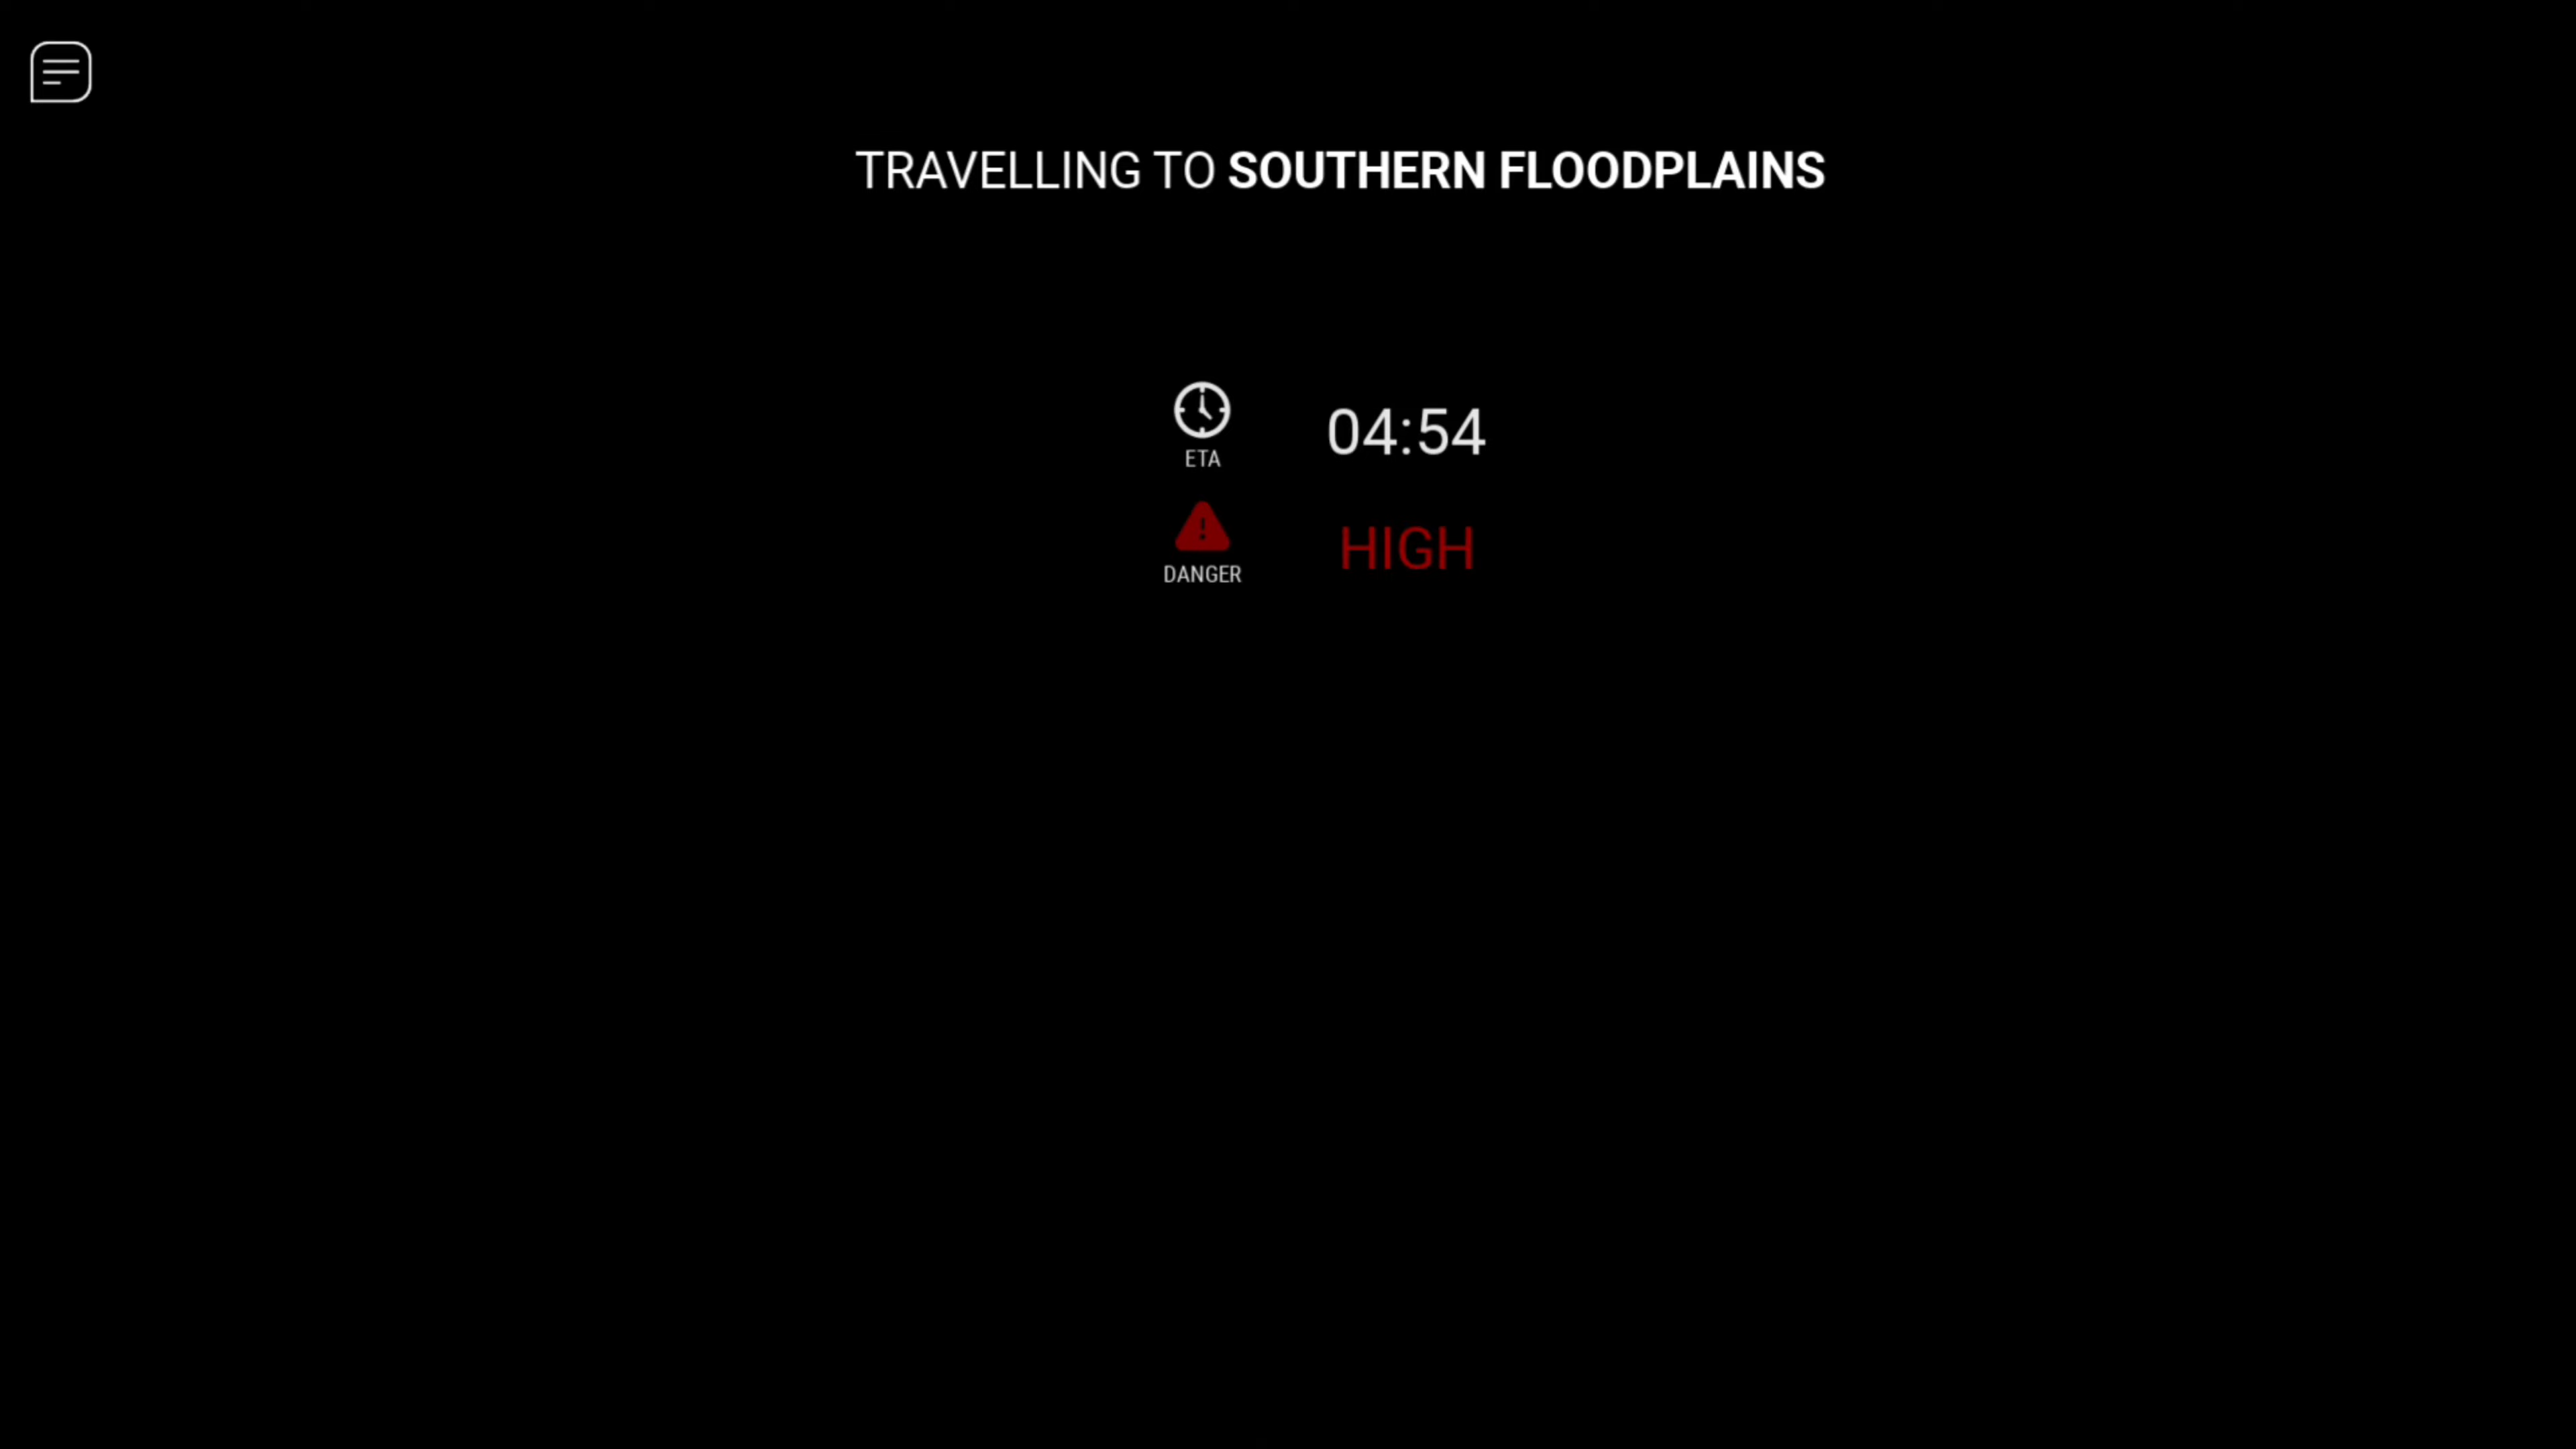 TRAVELLING TO SOUTHERN FLOODPLAINS
04:54
ETA
HIGH
DANGER